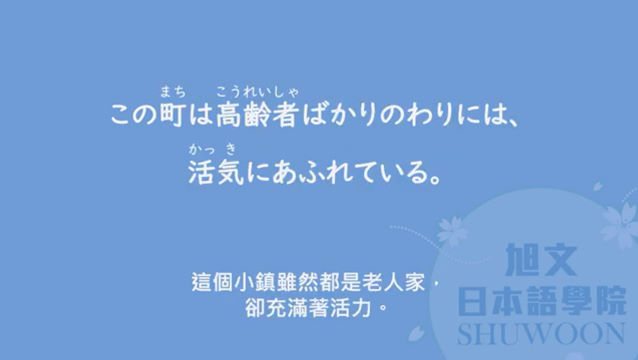 まち こうれいしゃ
この町は高齢者ばかりのわりには、
かっき
活気にあふれている。
這個小鎮雖然都是老人家，
卻充滿著活力。
旭文
日本語學院
SHUWOON